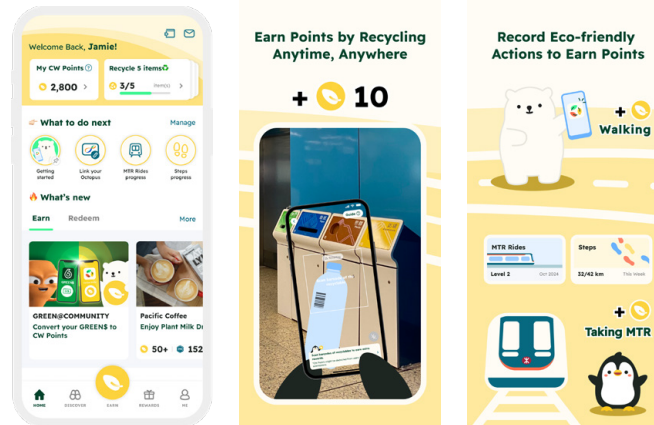 Welcome Back, Jamie!
My CW Points
2,800
Recycle 5 items
3/5
item(s)
What to do next
Manage
Getting started
Link your Octopus
MTR Rides progress
Steps progress
What's new
Earn
Redeem
More
GREEN@COMMUNITY
Convert your GREEN$ to
CW Points
Pacific Coffee
Enjoy Plant Milk Dr
50+
152
HOME
DISCOVER
EARN
REWARDS
ME
Earn Points by Recycling
Anytime, Anywhere
+ 10
Guide
Record Eco-friendly
Actions to Earn Points
+
Walking
MTR Rides
Level 2
Oct 2024
Steps
32/42 km
This Week
+
Taking MTR